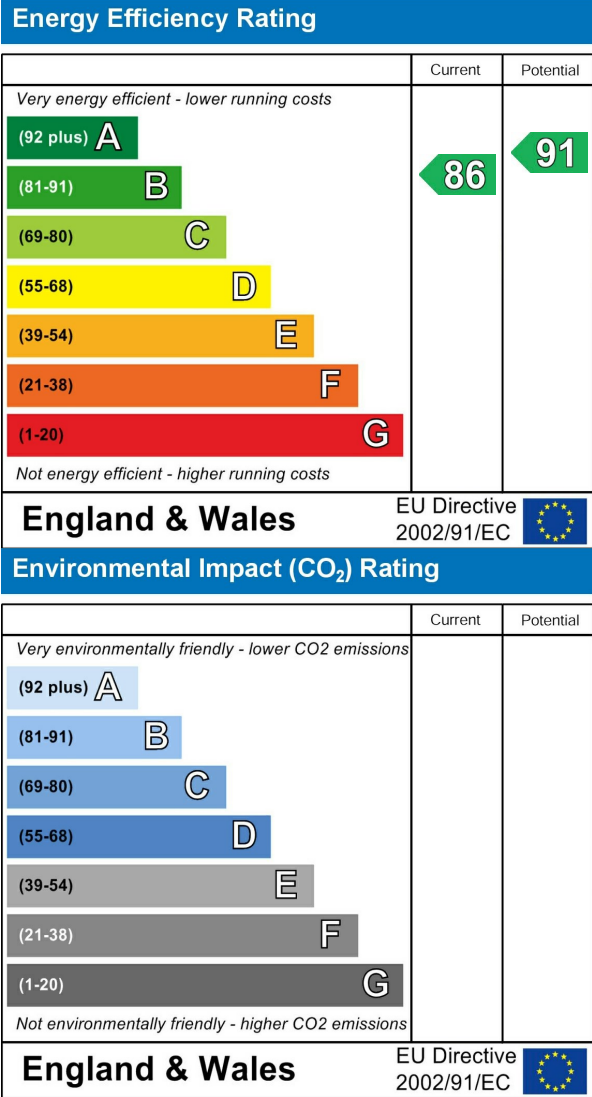 Energy Efficiency Rating
Current Potential
Very energy efficient - lower running costs
(92 plus) A
(81-91) B
(69-80) C
(55-68) D
(39-54) E
(21-38) F
(1-20) G
86
91
Not energy efficient - higher running costs
England & Wales
EU Directive
2002/91/EC
Environmental Impact (CO₂) Rating
Current Potential
Very environmentally friendly - lower CO2 emissions
(92 plus) A
(81-91) B
(69-80) C
(55-68) D
(39-54) E
(21-38) F
(1-20) G
Not environmentally friendly - higher CO2 emissions
England & Wales
EU Directive
2002/91/EC